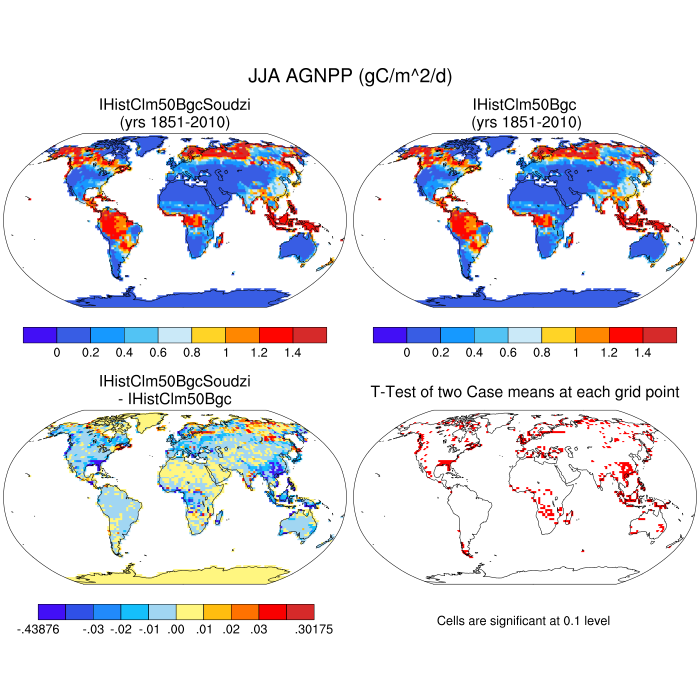 JJA AGNPP (gC/m^2/d)
IHistClm50BgcSoudzi
(yrs 1851-2010)
IHistClm50Bgc
(yrs 1851-2010)
0 0.2 0.4 0.6 0.8 1 1.2 1.4
0 0.2 0.4 0.6 0.8 1 1.2 1.4
IHistClm50BgcSoudzi
- IHistClm50Bgc
T-Test of two Case means at each grid point
-.43876 -.03 -.02 -.01 .00 .01 .02 .03 .30175
Cells are significant at 0.1 level